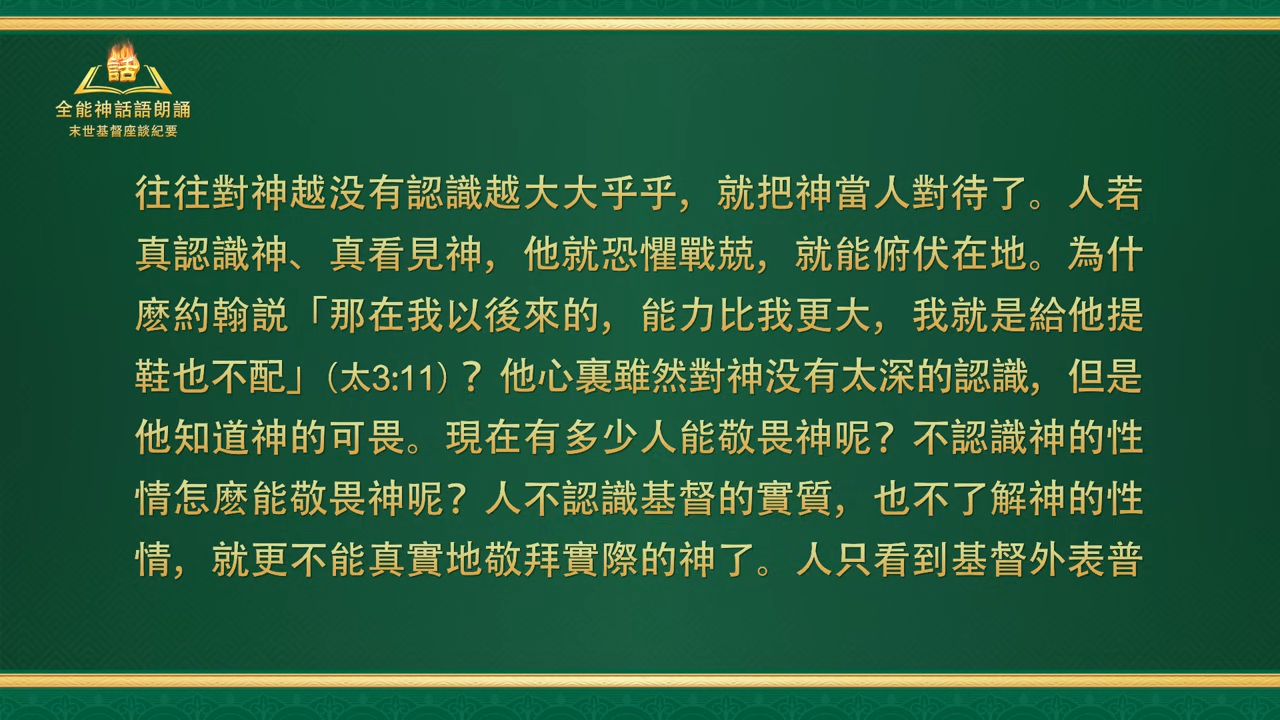 話
全能神話語朗誦
末世基督座談紀要
往往對神越没有認識越大大乎乎，就把神當人對待了。人若
真認識神、真看見神，他就恐懼戰兢，就能俯伏在地。為什
麽約翰説「那在我以後來的，能力比我更大，我就是給他提
鞋也不配」（太3:11）？他心裏雖然對神没有太深的認識，但是
他知道神的可畏。現在有多少人能敬畏神呢？不認識神的性
情怎麽能敬畏神呢？人不認識基督的實質，也不了解神的性
情，就更不能真實地敬拜實際的神了。人只看到基督外表普